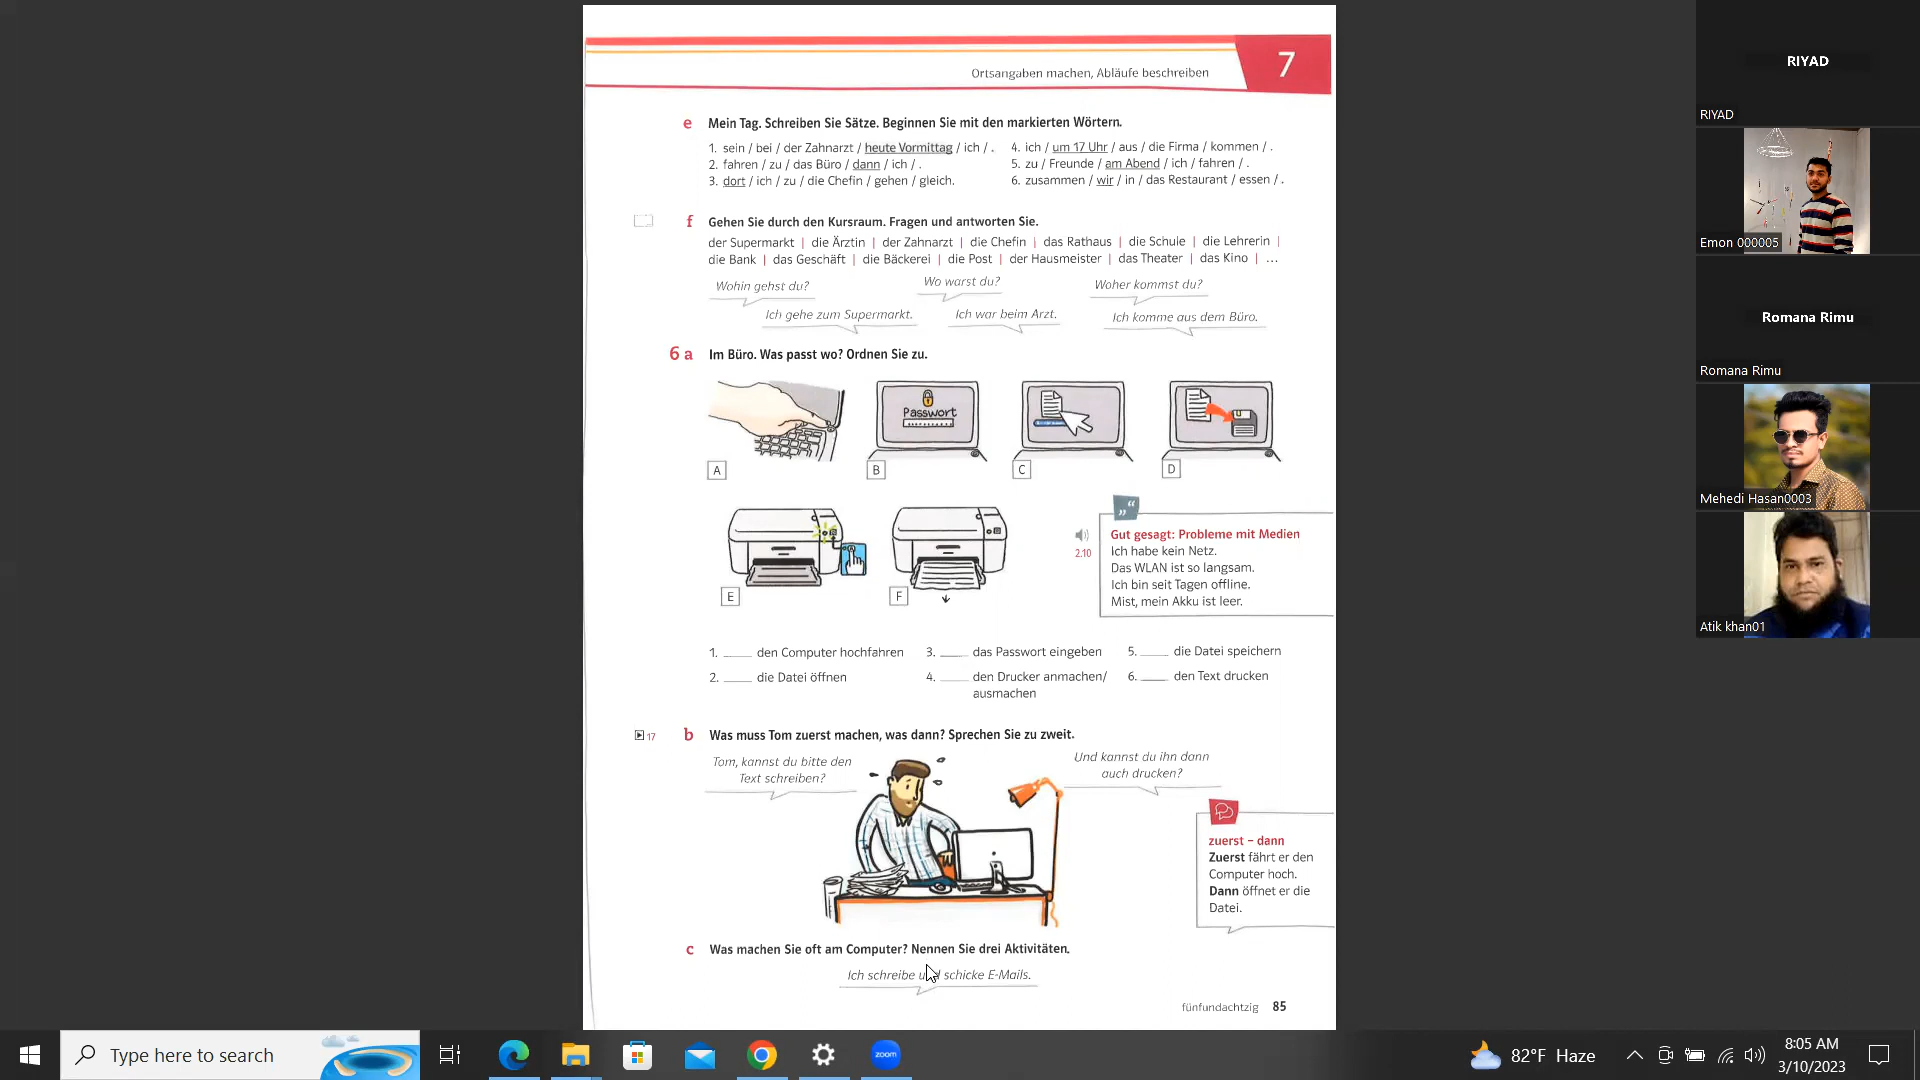 Ortsangaben machen, Abläufe beschreiben
7
e Mein Tag. Schreiben Sie Sätze. Beginnen Sie mit den markierten Wörtern.
1. sein / bei / der Zahnarzt / heute Vormittag / ich / .
2. fahren / zu / das Büro / dann / ich / .
3. dort / ich / zu / die Chefin / gehen / gleich.
4. ich / um 17 Uhr / aus / die Firma / kommen / .
5. zu / Freunde / am Abend / ich / fahren / .
6. zusammen / wir / in / das Restaurant / essen / .
f Gehen Sie durch den Kursraum. Fragen und antworten Sie.
der Supermarkt | die Ärztin | der Zahnarzt | die Chefin | das Rathaus | die Schule | die Lehrerin |
die Bank | das Geschäft | die Bäckerei | die Post | der Hausmeister | das Theater | das Kino | ...
Wohin gehst du?
Ich gehe zum Supermarkt.
Wo warst du?
Ich war beim Arzt.
Woher kommst du?
Ich komme aus dem Büro.
6 a Im Büro. Was passt wo? Ordnen Sie zu.
Passwort
A
B
C
D
E
F
2.10
Gut gesagt: Probleme mit Medien
Ich habe kein Netz.
Das WLAN ist so langsam.
Ich bin seit Tagen offline.
Mist, mein Akku ist leer.
1. ____ den Computer hochfahren
2. ____ die Datei öffnen
3. ____ das Passwort eingeben
4. ____ den Drucker anmachen/
ausmachen
5. ____ die Datei speichern
6. ____ den Text drucken
17
b Was muss Tom zuerst machen, was dann? Sprechen Sie zu zweit.
Tom, kannst du bitte den
Text schreiben?
Und kannst du ihn dann
auch drucken?
zuerst – dann
Zuerst fährt er den
Computer hoch.
Dann öffnet er die
Datei.
c Was machen Sie oft am Computer? Nennen Sie drei Aktivitäten.
Ich schreibe und schicke E-Mails.
fünfundachtzig 85
RIYAD
RIYAD
Emon 000005
Romana Rimu
Romana Rimu
Mehedi Hasan0003
Atik khan01
Type here to search
zoom
82°F Haze
8:05 AM
3/10/2023